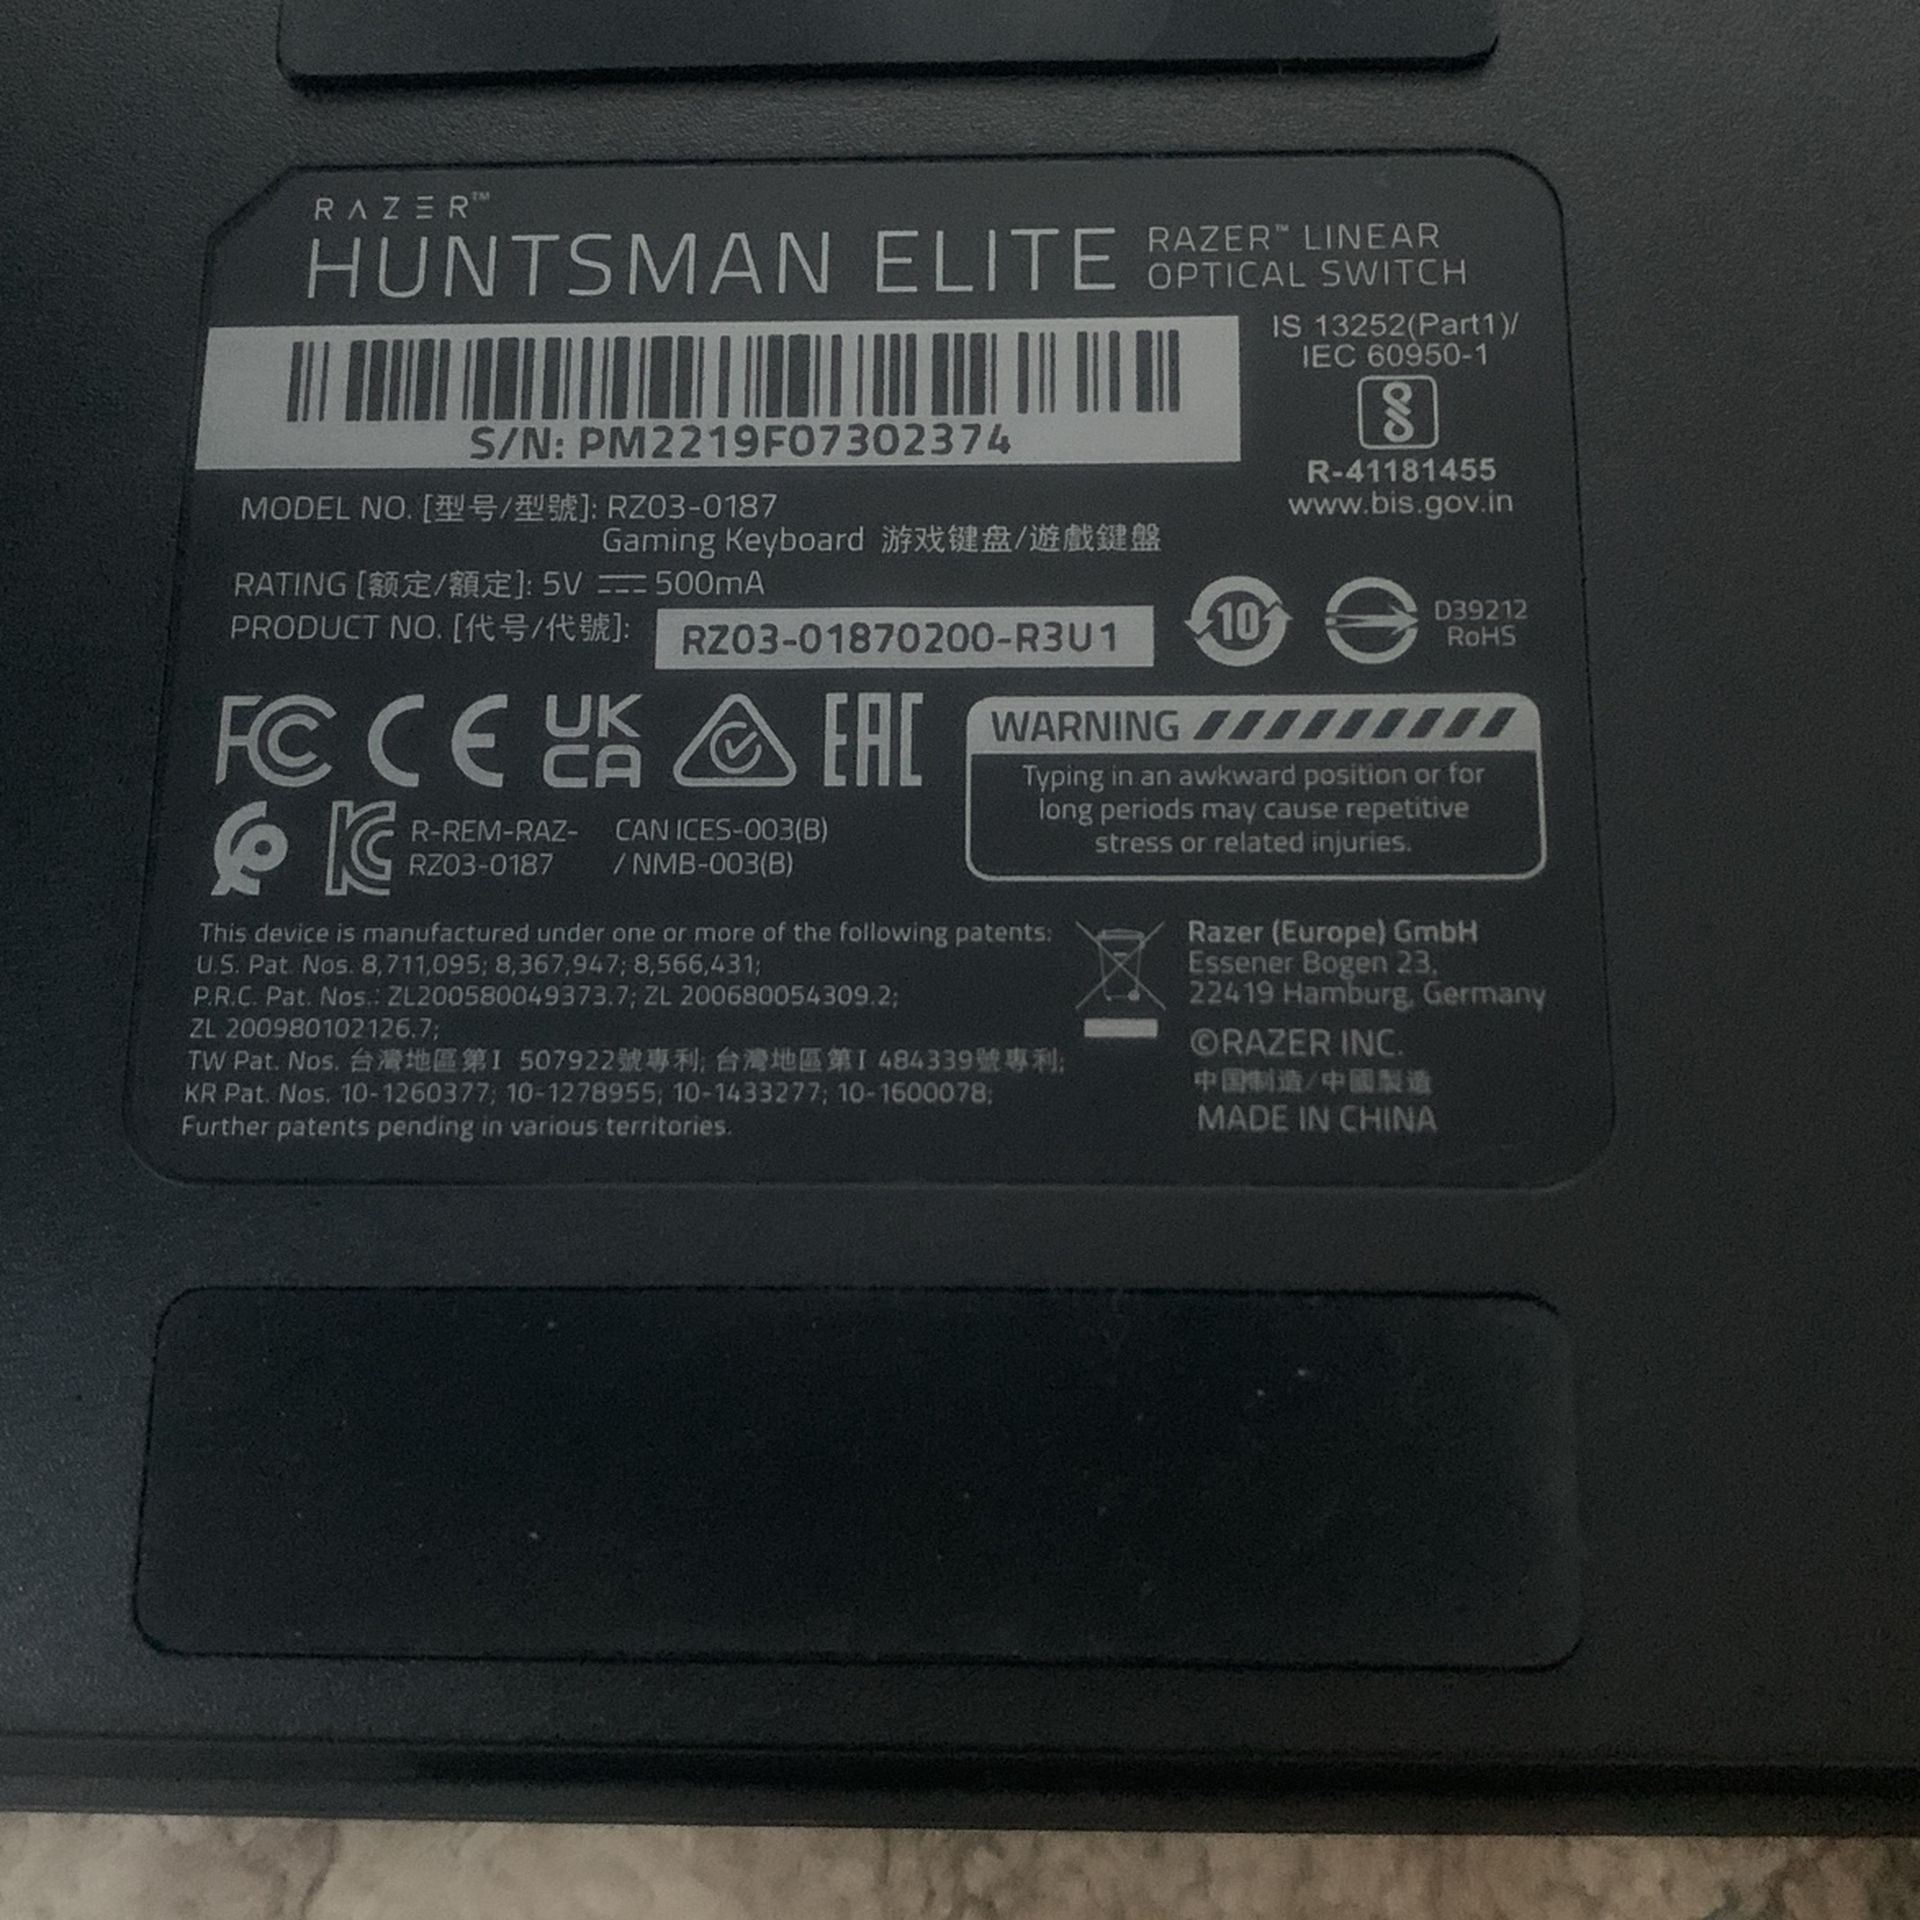 RAZER™
HUNTSMAN ELITE
RAZER™ LINEAR
OPTICAL SWITCH
S/N: PM2219F07302374
IS 13252(Part1)/
IEC 60950-1
R-41181455
www.bis.gov.in
MODEL NO. [型号/型號]: RZ03-0187
Gaming Keyboard 游戏键盘/遊戲鍵盤
RATING [额定/額定]: 5V ⎓ 500mA
PRODUCT NO. [代号/代號]: RZ03-01870200-R3U1
10
D39212
RoHS
FC CE UK
CA
EAC
WARNING
Typing in an awkward position or for
long periods may cause repetitive
stress or related injuries.
R-REM-RAZ-
RZ03-0187
CAN ICES-003(B)
/ NMB-003(B)
This device is manufactured under one or more of the following patents:
U.S. Pat. Nos. 8,711,095; 8,367,947; 8,566,431;
P.R.C. Pat. Nos.: ZL200580049373.7; ZL 200680054309.2;
ZL 200980102126.7;
TW Pat. Nos. 台灣地區第I 507922號專利; 台灣地區第I 484339號專利;
KR Pat. Nos. 10-1260377; 10-1278955; 10-1433277; 10-1600078;
Further patents pending in various territories.
Razer (Europe) GmbH
Essener Bogen 23,
22419 Hamburg, Germany
©RAZER INC.
中国制造/中國製造
MADE IN CHINA